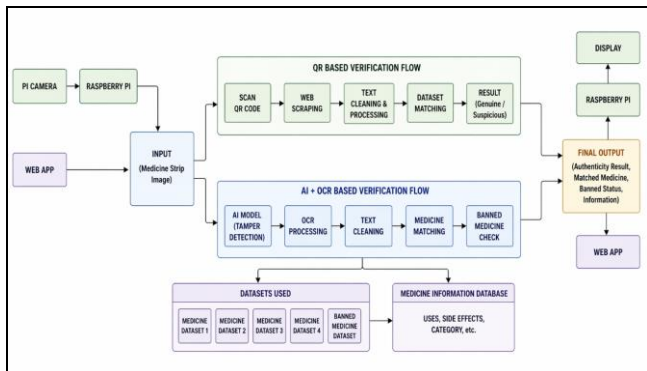 QR BASED VERIFICATION FLOW
DISPLAY
PI CAMERA
RASPBERRY PI
SCAN
QR CODE
WEB
SCRAPING
TEXT
CLEANING &
PROCESSING
DATASET
MATCHING
RESULT
(Genuine /
Suspicious)
RASPBERRY PI
WEB APP
INPUT
(Medicine Strip
Image)
FINAL OUTPUT
(Authenticity Result,
Matched Medicine,
Banned Status,
Information)
AI + OCR BASED VERIFICATION FLOW
AI MODEL
(TAMPER
DETECTION)
OCR
PROCESSING
TEXT
CLEANING
MEDICINE
MATCHING
BANNED
MEDICINE
CHECK
WEB APP
DATASETS USED
MEDICINE
DATASET 1
MEDICINE
DATASET 2
MEDICINE
DATASET 3
MEDICINE
DATASET 4
BANNED
MEDICINE
DATASET
MEDICINE INFORMATION DATABASE
USES, SIDE EFFECTS,
CATEGORY, etc.